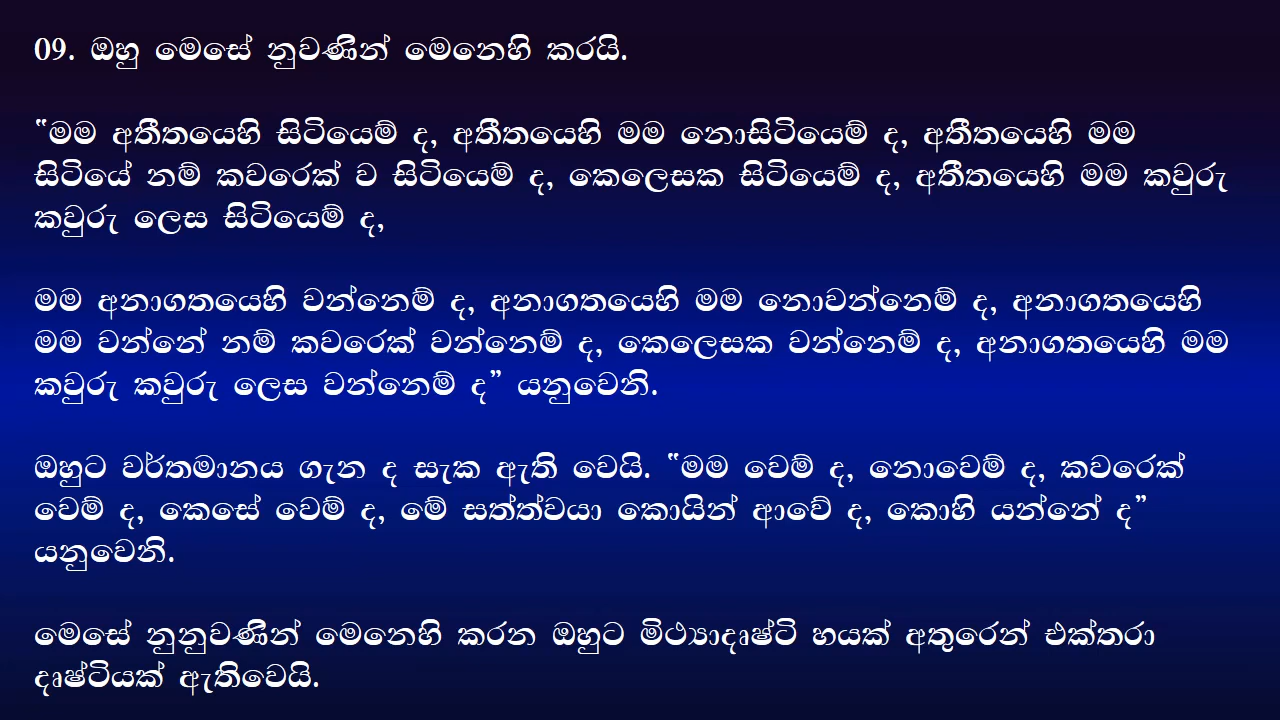 09. ඔහු මෙසේ නුවණින් මෙනෙහි කරයි.
“මම අතීතයෙහි සිටියෙම් ද, අතීතයෙහි මම නොසිටියෙම් ද, අතීතයෙහි මම
සිටියේ නම් කවරෙක් ව සිටියෙම් ද, කෙලෙසක සිටියෙම් ද, අතීතයෙහි මම කවුරු
කවුරු ලෙස සිටියෙම් ද,
මම අනාගතයෙහි වන්නෙම් ද, අනාගතයෙහි මම නොවන්නෙම් ද, අනාගතයෙහි
මම වන්නේ නම් කවරෙක් වන්නෙම් ද, කෙලෙසක වන්නෙම් ද, අනාගතයෙහි මම
කවුරු කවුරු ලෙස වන්නෙම් ද” යනුවෙනි.
ඔහුට වර්තමානය ගැන ද සැක ඇති වෙයි. “මම වෙම් ද, නොවෙම් ද, කවරෙක්
වෙම් ද, කෙසේ වෙම් ද, මේ සත්ත්වයා කොයින් ආවේ ද, කොහි යන්නේ ද”
යනුවෙනි.
මෙසේ නුනුවණින් මෙනෙහි කරන ඔහුට මිථ්‍යාදෘෂ්ටි හයක් අතුරෙන් එක්තරා
දෘෂ්ටියක් ඇතිවෙයි.